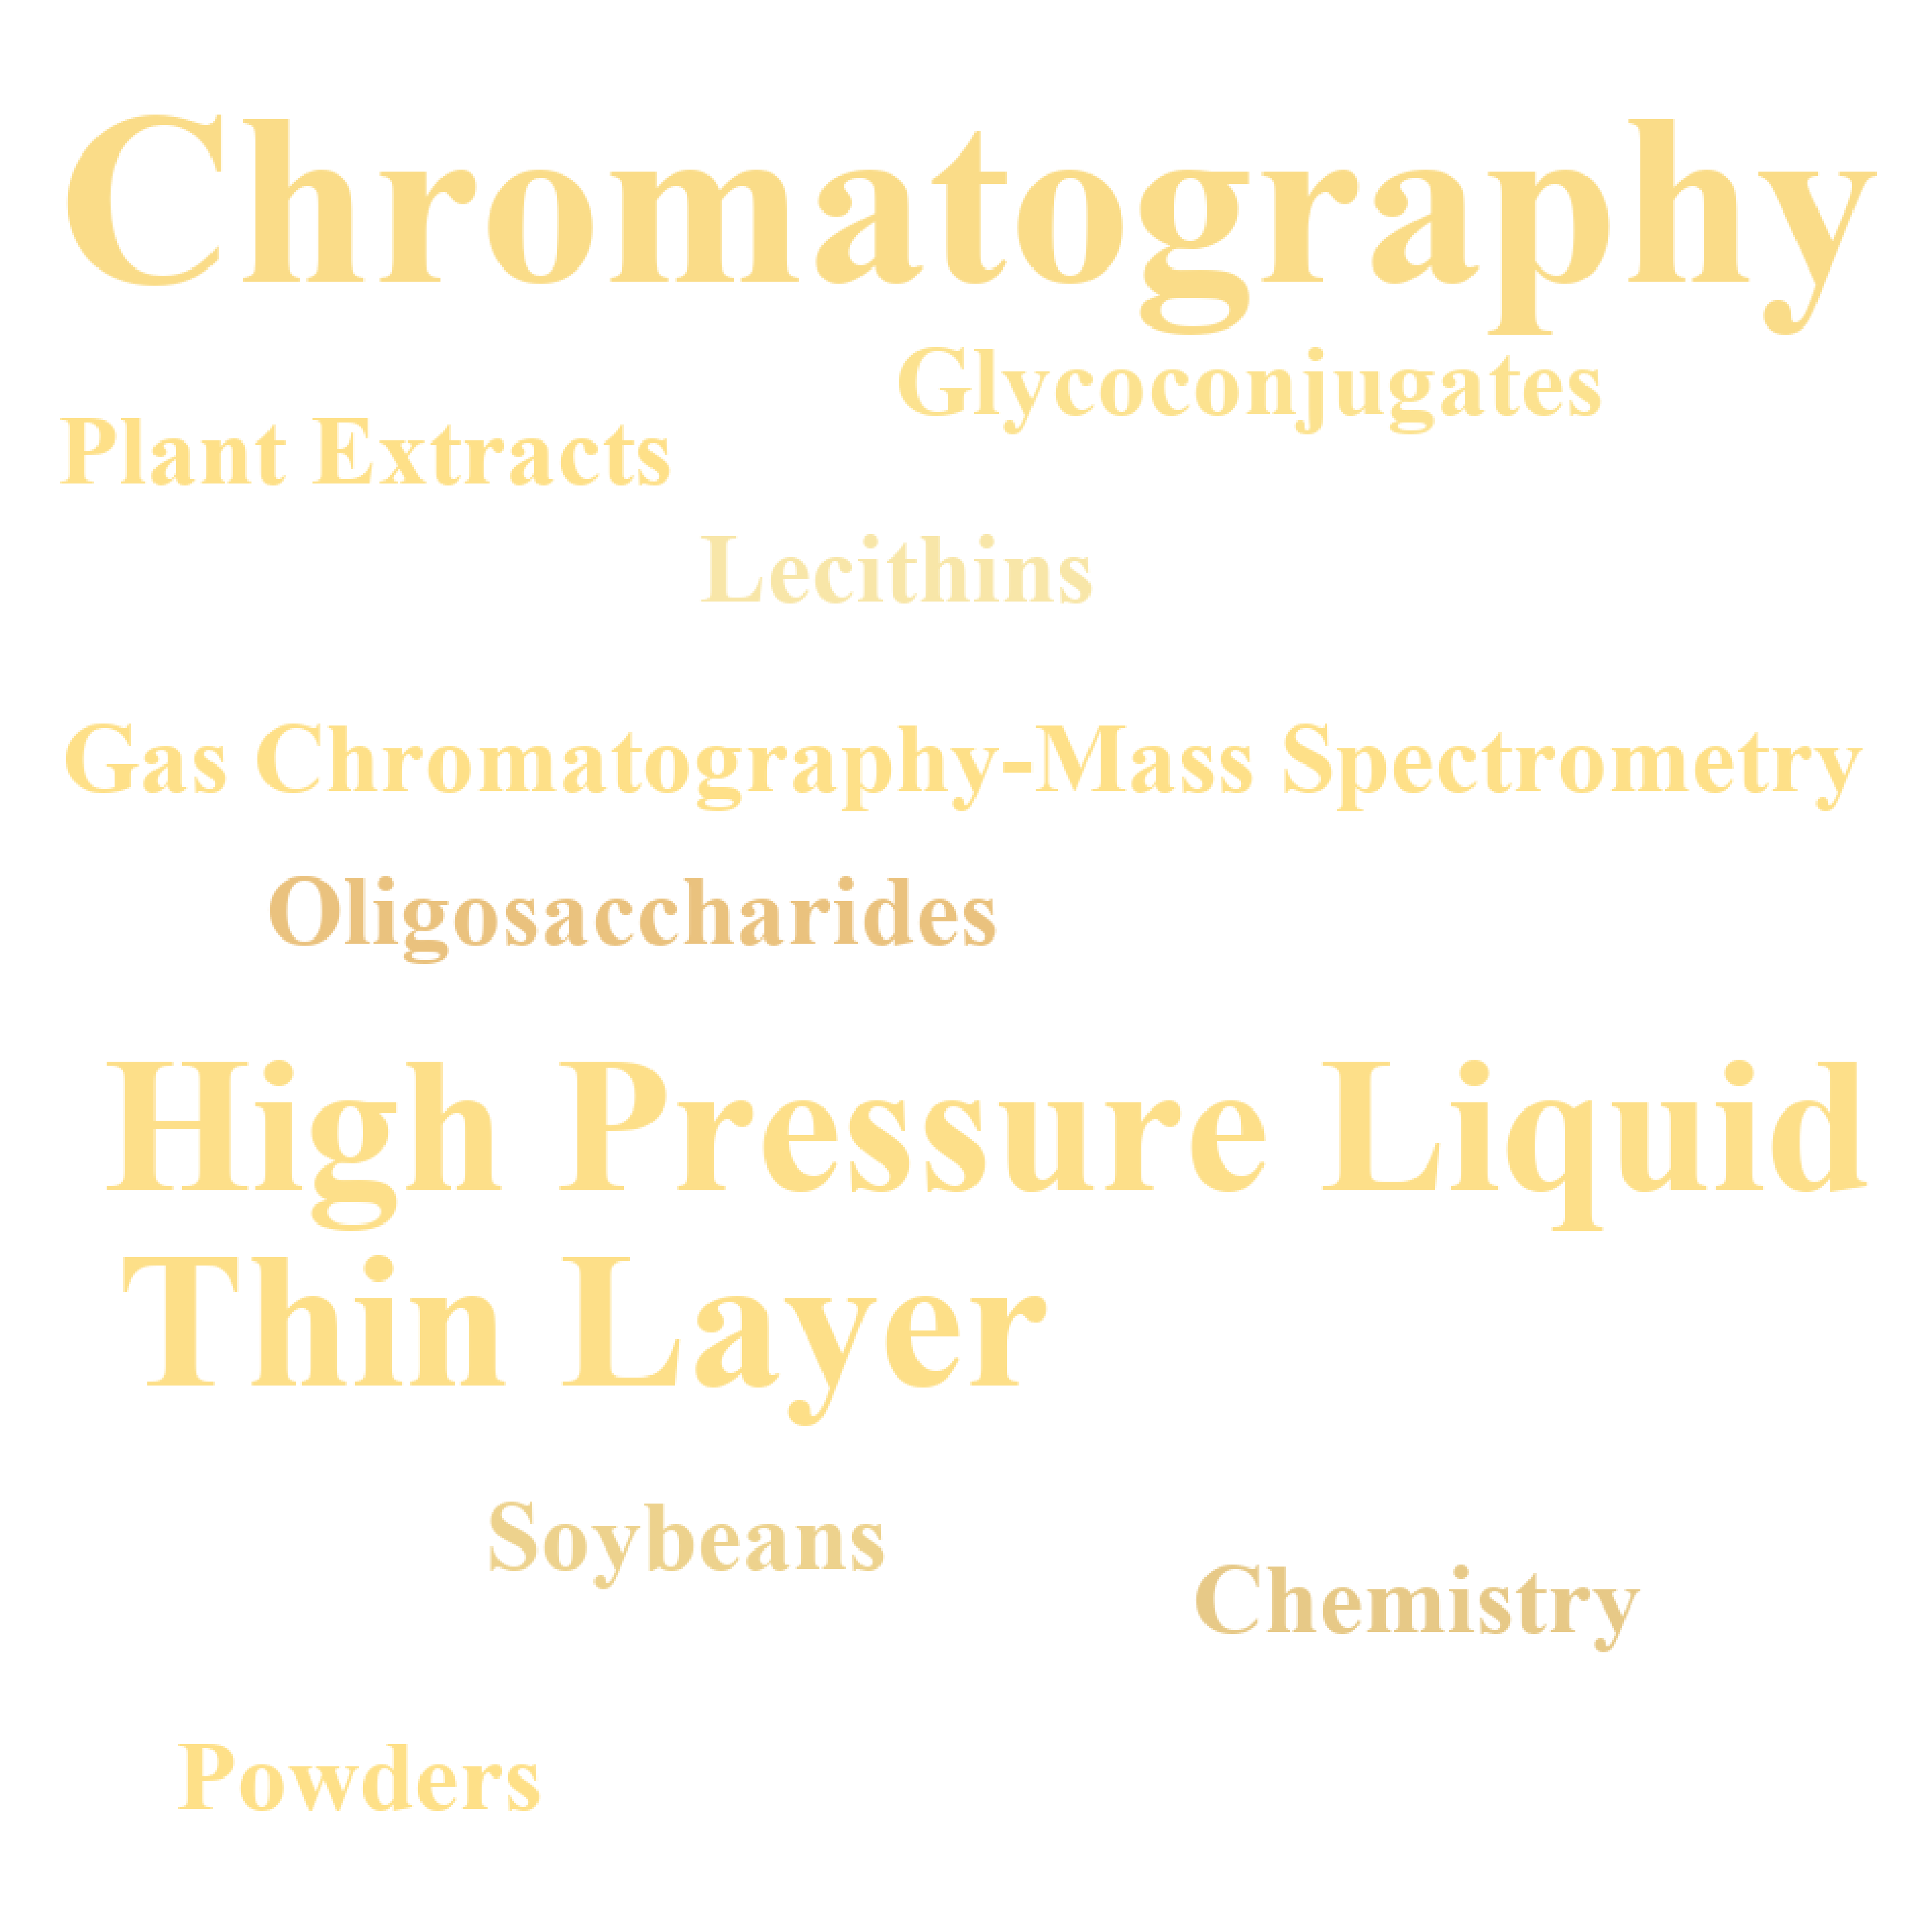 Chromatography
Glycoconjugates
Plant Extracts
Lecithins
Gas Chromatography-Mass Spectrometry
Oligosaccharides
High Pressure Liquid
Thin Layer
Soybeans
Chemistry
Powders